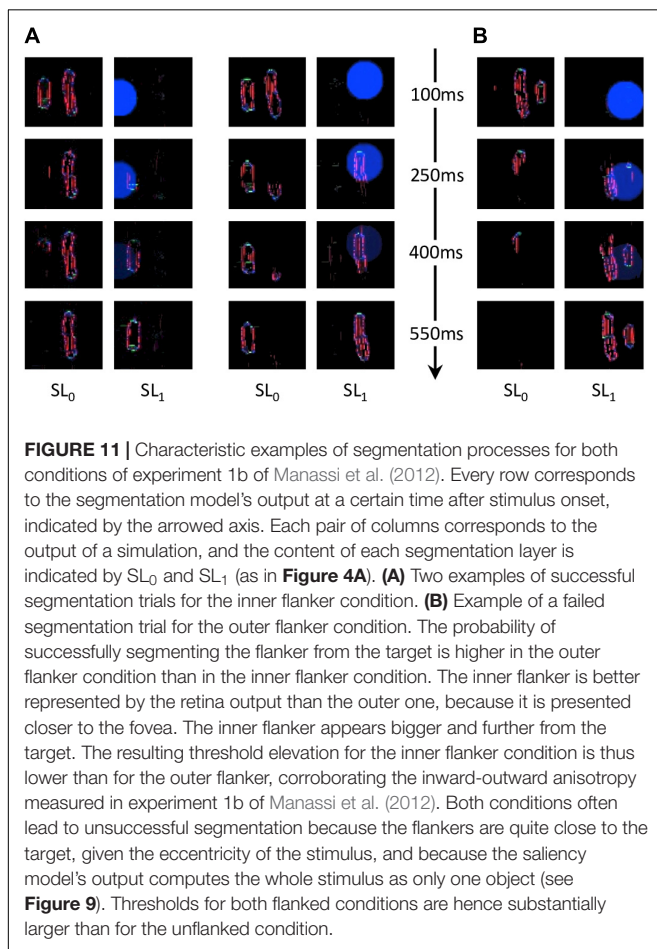 A
B
100ms
250ms
400ms
550ms
SL0 SL1 SL0 SL1 SL0 SL1
FIGURE 11 | Characteristic examples of segmentation processes for both
conditions of experiment 1b of Manassi et al. (2012). Every row corresponds
to the segmentation model's output at a certain time after stimulus onset,
indicated by the arrowed axis. Each pair of columns corresponds to the
output of a simulation, and the content of each segmentation layer is
indicated by SL0 and SL1 (as in Figure 4A). (A) Two examples of successful
segmentation trials for the inner flanker condition. (B) Example of a failed
segmentation trial for the outer flanker condition. The probability of
successfully segmenting the flanker from the target is higher in the outer
flanker condition than in the inner flanker condition. The inner flanker is better
represented by the retina output than the outer one, because it is presented
closer to the fovea. The inner flanker appears bigger and further from the
target. The resulting threshold elevation for the inner flanker condition is thus
lower than for the outer flanker, corroborating the inward-outward anisotropy
measured in experiment 1b of Manassi et al. (2012). Both conditions often
lead to unsuccessful segmentation because the flankers are quite close to the
target, given the eccentricity of the stimulus, and because the saliency
model's output computes the whole stimulus as only one object (see
Figure 9). Thresholds for both flanked conditions are hence substantially
larger than for the unflanked condition.